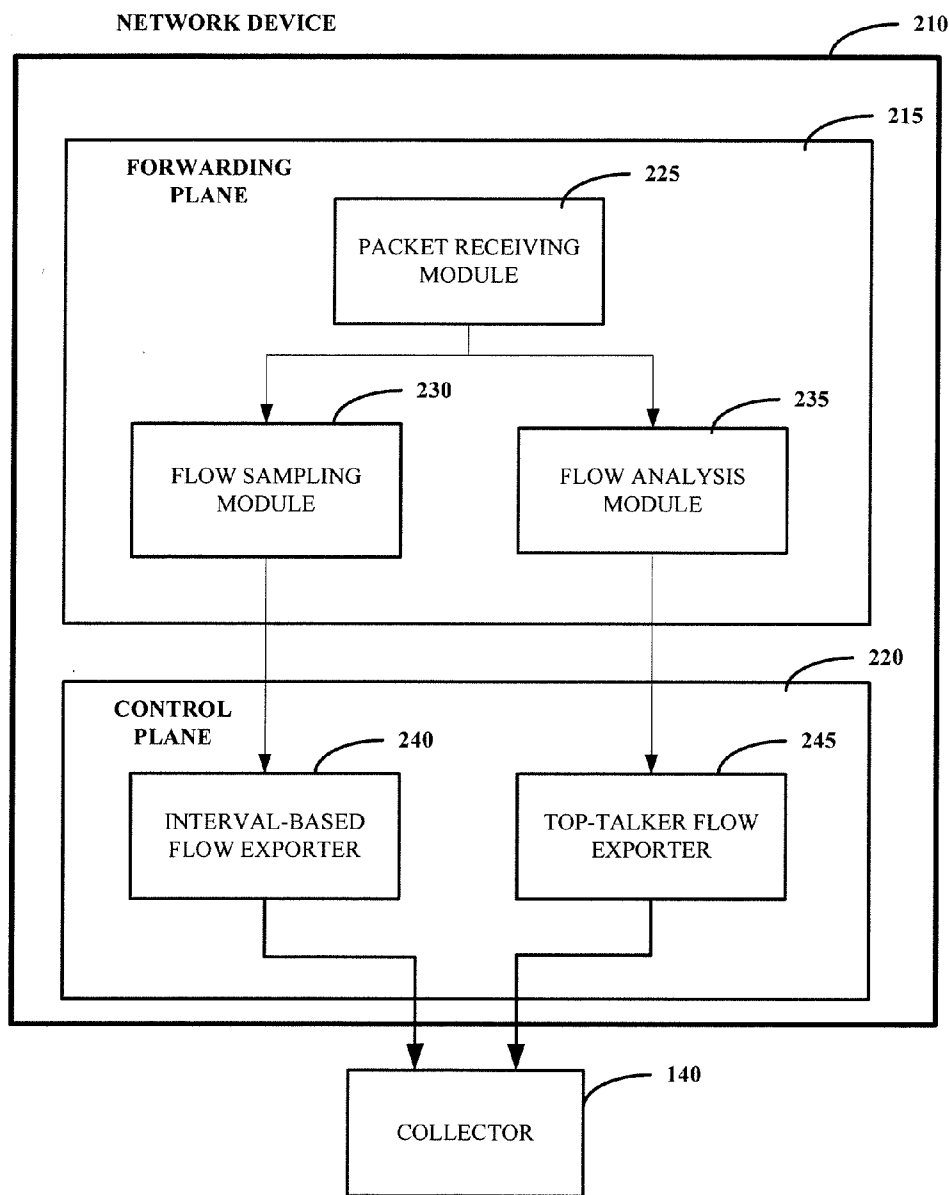 NETWORK DEVICE
210
215
FORWARDING
PLANE
225
PACKET RECEIVING
MODULE
230
235
FLOW SAMPLING
MODULE
FLOW ANALYSIS
MODULE
220
CONTROL
PLANE
240
245
INTERVAL-BASED
FLOW EXPORTER
TOP-TALKER FLOW
EXPORTER
140
COLLECTOR